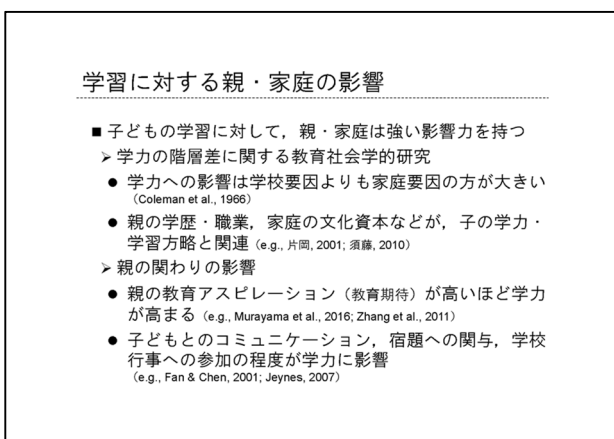 学習に対する親・家庭の影響
■ 子どもの学習に対して，親・家庭は強い影響力を持つ
➢ 学力の階層差に関する教育社会学的研究
● 学力への影響は学校要因よりも家庭要因の方が大きい
（Coleman et al., 1966）
● 親の学歴・職業，家庭の文化資本などが，子の学力・
学習方略と関連（e.g., 片岡, 2001; 須藤, 2010）
➢ 親の関わりの影響
● 親の教育アスピレーション（教育期待）が高いほど学力
が高まる（e.g., Murayama et al., 2016; Zhang et al., 2011）
● 子どもとのコミュニケーション，宿題への関与，学校
行事への参加の程度が学力に影響
（e.g., Fan & Chen, 2001; Jeynes, 2007）